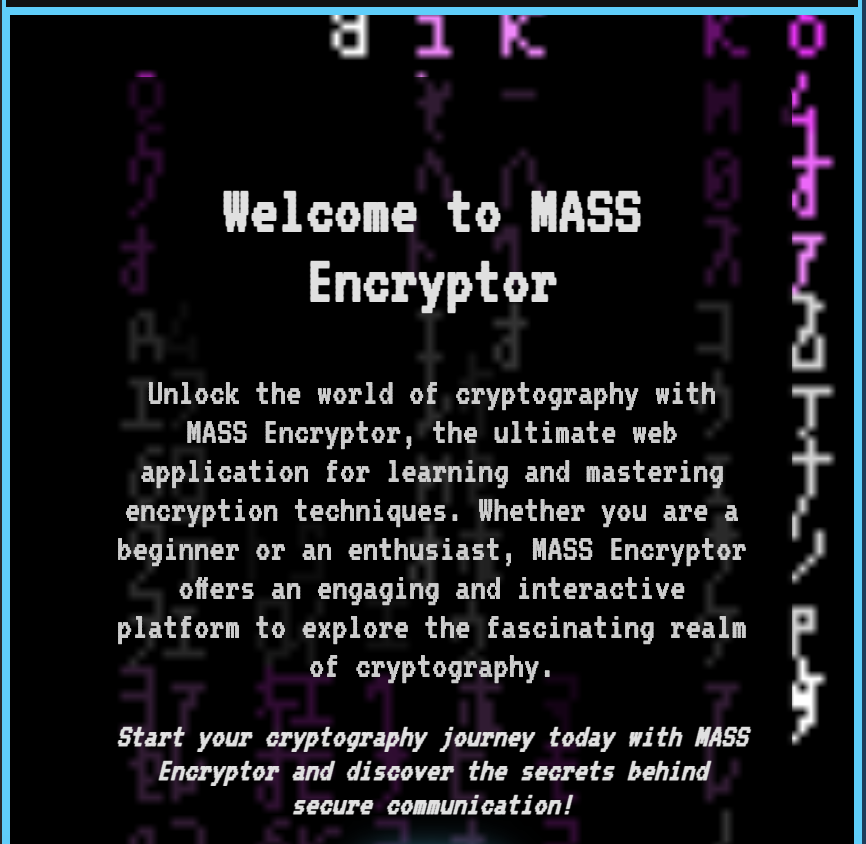 Welcome to MASS
Encryptor
Unlock the world of cryptography with
MASS Encryptor, the ultimate web
application for learning and mastering
encryption techniques. Whether you are a
beginner or an enthusiast, MASS Encryptor
offers an engaging and interactive
platform to explore the fascinating realm
of cryptography.
Start your cryptography journey today with MASS
Encryptor and discover the secrets behind
secure communication!